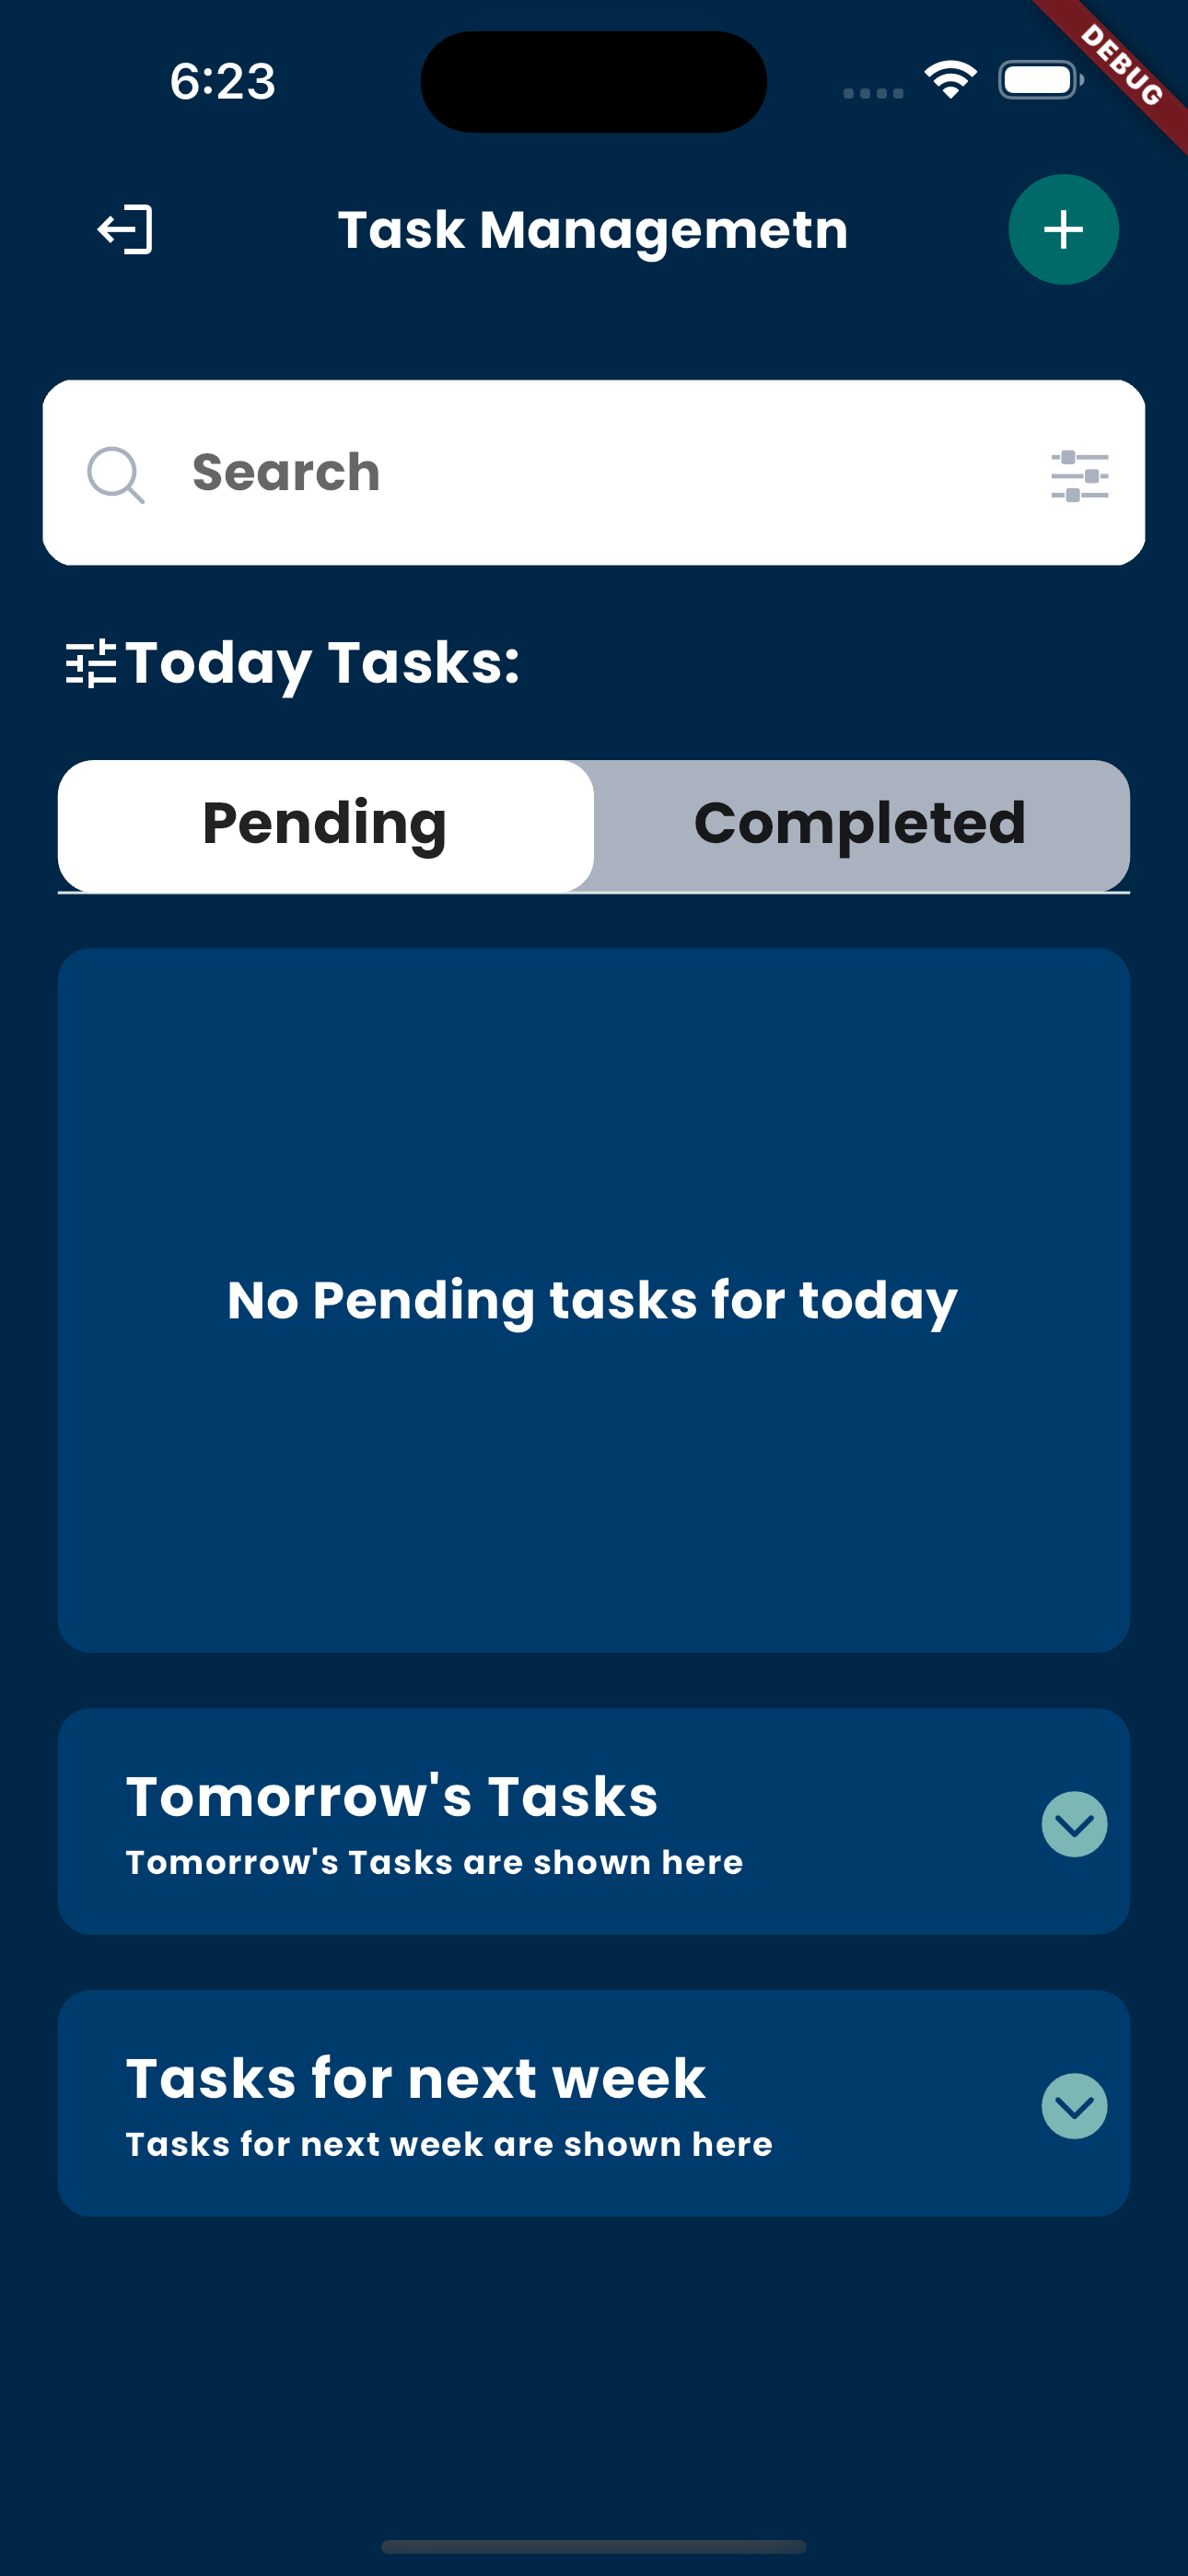 6:23
DEBUG
Task Managemetn
Search
Today Tasks:
Pending
Completed
No Pending tasks for today
Tomorrow's Tasks
Tomorrow's Tasks are shown here
Tasks for next week
Tasks for next week are shown here